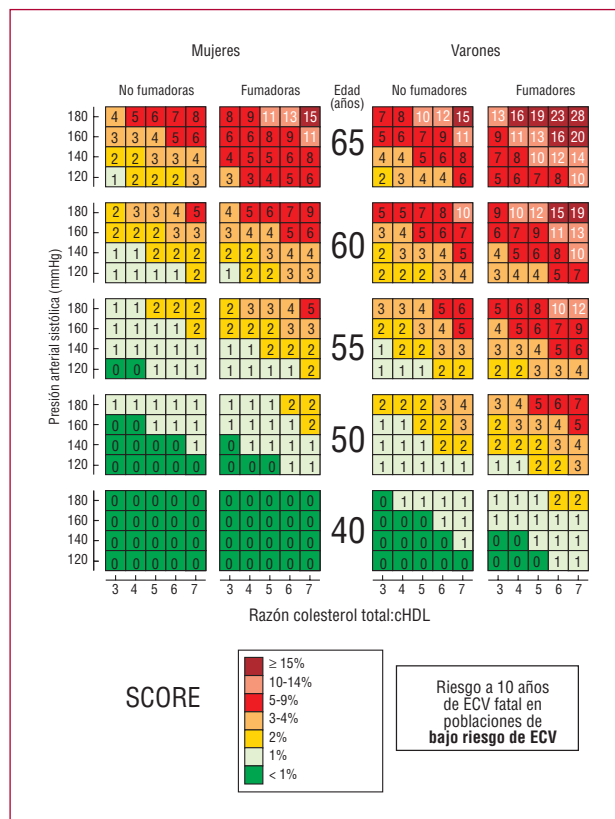 Mujeres Varones
No fumadoras Fumadoras Edad (años) No fumadores Fumadores
Presión arterial sistólica (mmHg)
180 4 5 6 7 8 8 9 11 13 15 7 8 10 12 15 13 16 19 23 28
160 3 3 4 5 6 6 6 8 9 11 65 5 6 7 9 11 9 11 13 16 20
140 2 2 3 3 4 4 5 5 6 8 4 4 5 6 8 7 8 10 12 14
120 1 2 2 2 3 3 3 4 5 6 2 3 4 4 6 5 6 7 8 10
180 2 3 3 4 5 4 5 6 7 9 5 5 7 8 10 9 10 12 15 19
160 2 2 2 3 3 3 4 4 5 6 60 3 4 5 6 7 6 7 9 11 13
140 1 1 2 2 2 2 3 3 4 4 2 3 4 4 5 4 5 6 8 10
120 1 1 1 1 2 1 2 2 3 3 2 2 2 3 4 3 4 4 5 7
180 1 1 2 2 2 2 3 3 4 5 3 3 4 5 6 5 6 8 10 12
160 1 1 1 1 2 2 2 2 3 3 55 2 2 3 4 5 4 5 6 7 9
140 1 1 1 1 1 1 1 2 2 2 1 2 2 3 3 3 3 4 5 6
120 0 0 1 1 1 1 1 1 1 2 1 1 1 2 2 2 2 3 3 4
180 1 1 1 1 1 1 1 1 2 2 2 2 2 3 4 3 4 5 6 7
160 0 0 1 1 1 1 1 1 1 2 50 1 1 2 2 3 2 3 3 4 5
140 0 0 0 0 1 0 1 1 1 1 1 1 1 2 2 2 2 2 3 4
120 0 0 0 0 0 0 0 0 1 1 1 1 1 1 1 1 1 2 2 3
180 0 0 0 0 0 0 0 0 0 0 0 1 1 1 1 1 1 1 2 2
160 0 0 0 0 0 0 0 0 0 0 40 0 0 0 1 1 1 1 1 1 1
140 0 0 0 0 0 0 0 0 0 0 0 0 0 0 1 0 0 1 1 1
120 0 0 0 0 0 0 0 0 0 0 0 0 0 0 0 0 0 0 1 1
3 4 5 6 7 3 4 5 6 7 3 4 5 6 7 3 4 5 6 7
Razón colesterol total:cHDL
SCORE
≥ 15%
10-14%
5-9%
3-4%
2%
1%
< 1%
Riesgo a 10 años
de ECV fatal en
poblaciones de
bajo riesgo de ECV